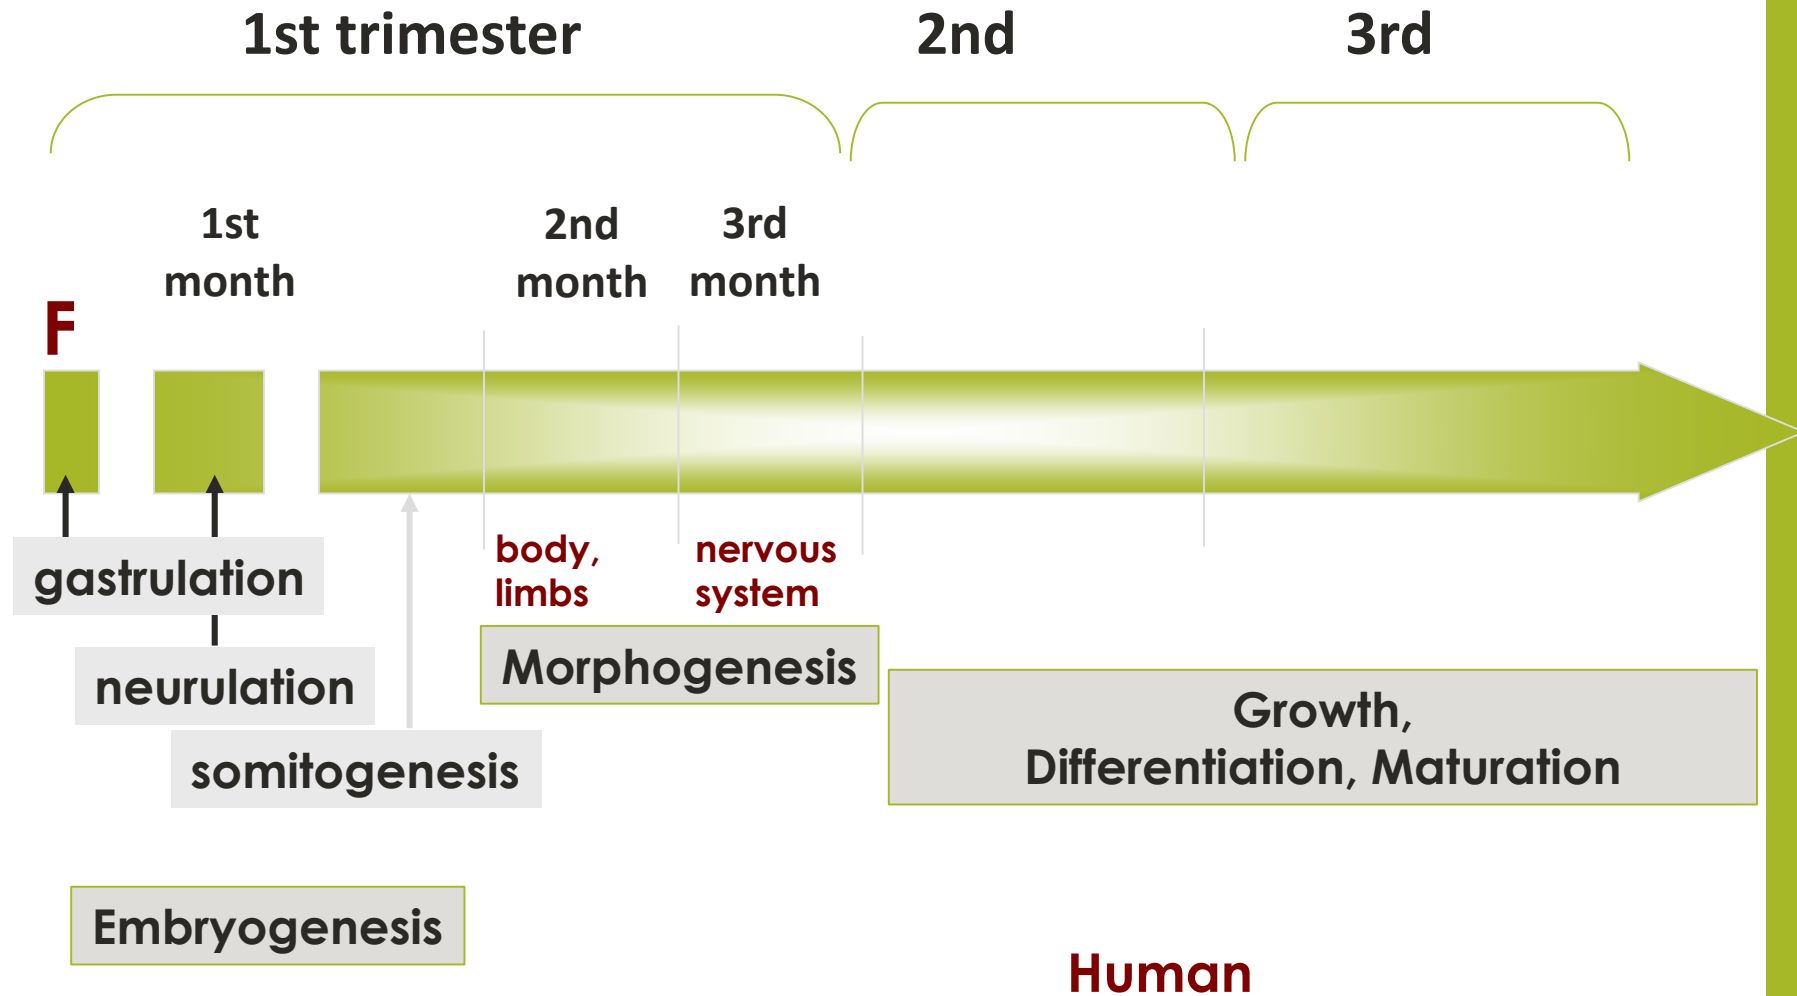 1st trimester
2nd
3rd
1st
month
2nd
month
3rd
month
F
gastrulation
neurulation
somitogenesis
body,
limbs
nervous
system
Morphogenesis
Growth,
Differentiation, Maturation
Embryogenesis
Human